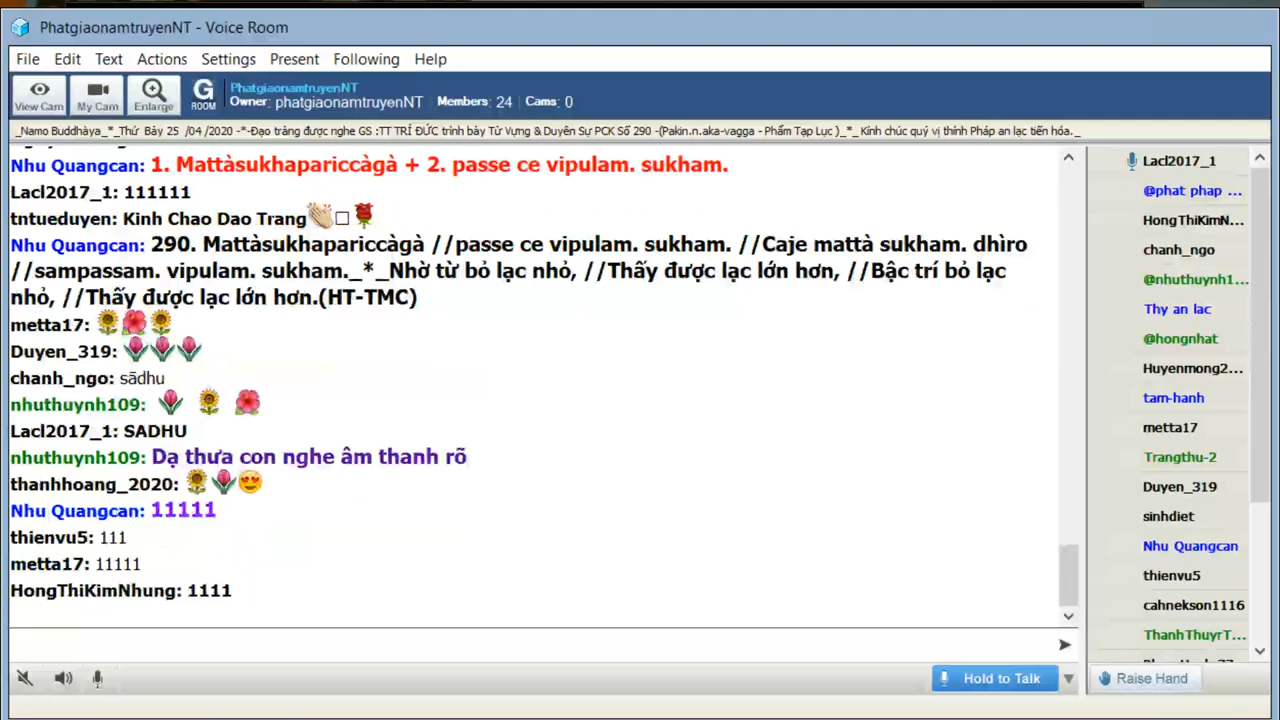 PhatgiaonamtruyenNT - Voice Room
File Edit Text Actions Settings Present Following Help
View Cam My Cam Enlarge G ROOM
PhatgiaonamtruyenNT
Owner: phatgiaonamtruyenNT Members: 24 Cams: 0
_Namo Buddhàya_*_Thứ Bảy 25 /04 /2020 -*-Đạo tràng được nghe GS :TT TRÍ ĐỨC trình bày Từ Vựng & Duyên Sự PCK Số 290 -(Pakin.n.aka-vagga - Phẩm Tạp Lục )_*_ Kính chúc quý vị thính Pháp an lạc tiến hóa._
Nhu Quangcan: 1. Mattàsukhapariccàgà + 2. passe ce vipulam. sukham.
Lacl2017_1: 111111
tntueduyen: Kinh Chao Dao Trang👏🏻□🌹
Nhu Quangcan: 290. Mattàsukhapariccàgà //passe ce vipulam. sukham. //Caje mattà sukham. dhìro
//sampassam. vipulam. sukham._*_Nhờ từ bỏ lạc nhỏ, //Thấy được lạc lớn hơn, //Bậc trí bỏ lạc
nhỏ, //Thấy được lạc lớn hơn.(HT-TMC)
metta17: 🌻🌺🌻
Duyen_319: 🌷🌷🌷
chanh_ngo: sādhu
nhuthuynh109: 🌷 🌻 🌺
Lacl2017_1: SADHU
nhuthuynh109: Dạ thưa con nghe âm thanh rõ
thanhhoang_2020: 🌻🌷😍
Nhu Quangcan: 11111
thienvu5: 111
metta17: 11111
HongThiKimNhung: 1111
Hold to Talk
Lacl2017_1
@phat phap ...
HongThiKimN...
chanh_ngo
@nhuthuynh1...
Thy an lac
@hongnhat
Huyenmong2...
tam-hanh
metta17
Trangthu-2
Duyen_319
sinhdiet
Nhu Quangcan
thienvu5
cahnekson1116
ThanhThuyrT...
Raise Hand